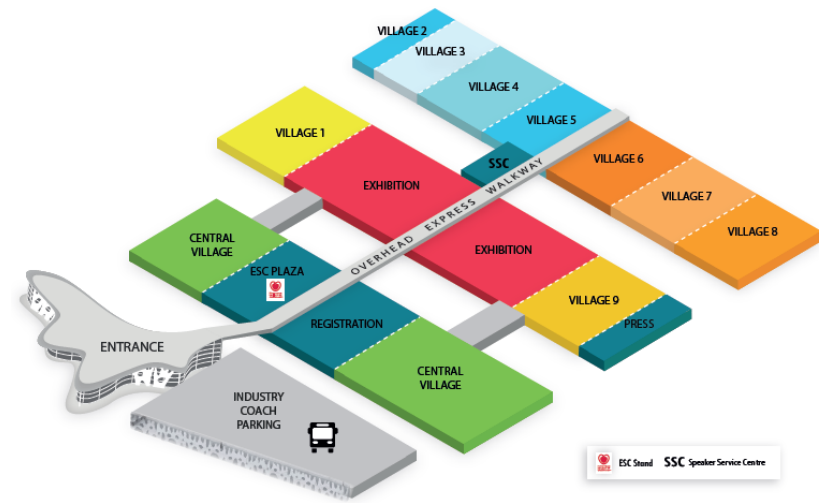 VILLAGE 2
VILLAGE 3
VILLAGE 4
VILLAGE 5
VILLAGE 1
SSC
VILLAGE 6
EXHIBITION
VILLAGE 7
OVERHEAD EXPRESS WALKWAY
VILLAGE 8
CENTRAL
VILLAGE
EXHIBITION
ESC PLAZA
VILLAGE 9
REGISTRATION
PRESS
ENTRANCE
CENTRAL
VILLAGE
INDUSTRY
COACH
PARKING
ESC Stand SSC Speaker Service Centre